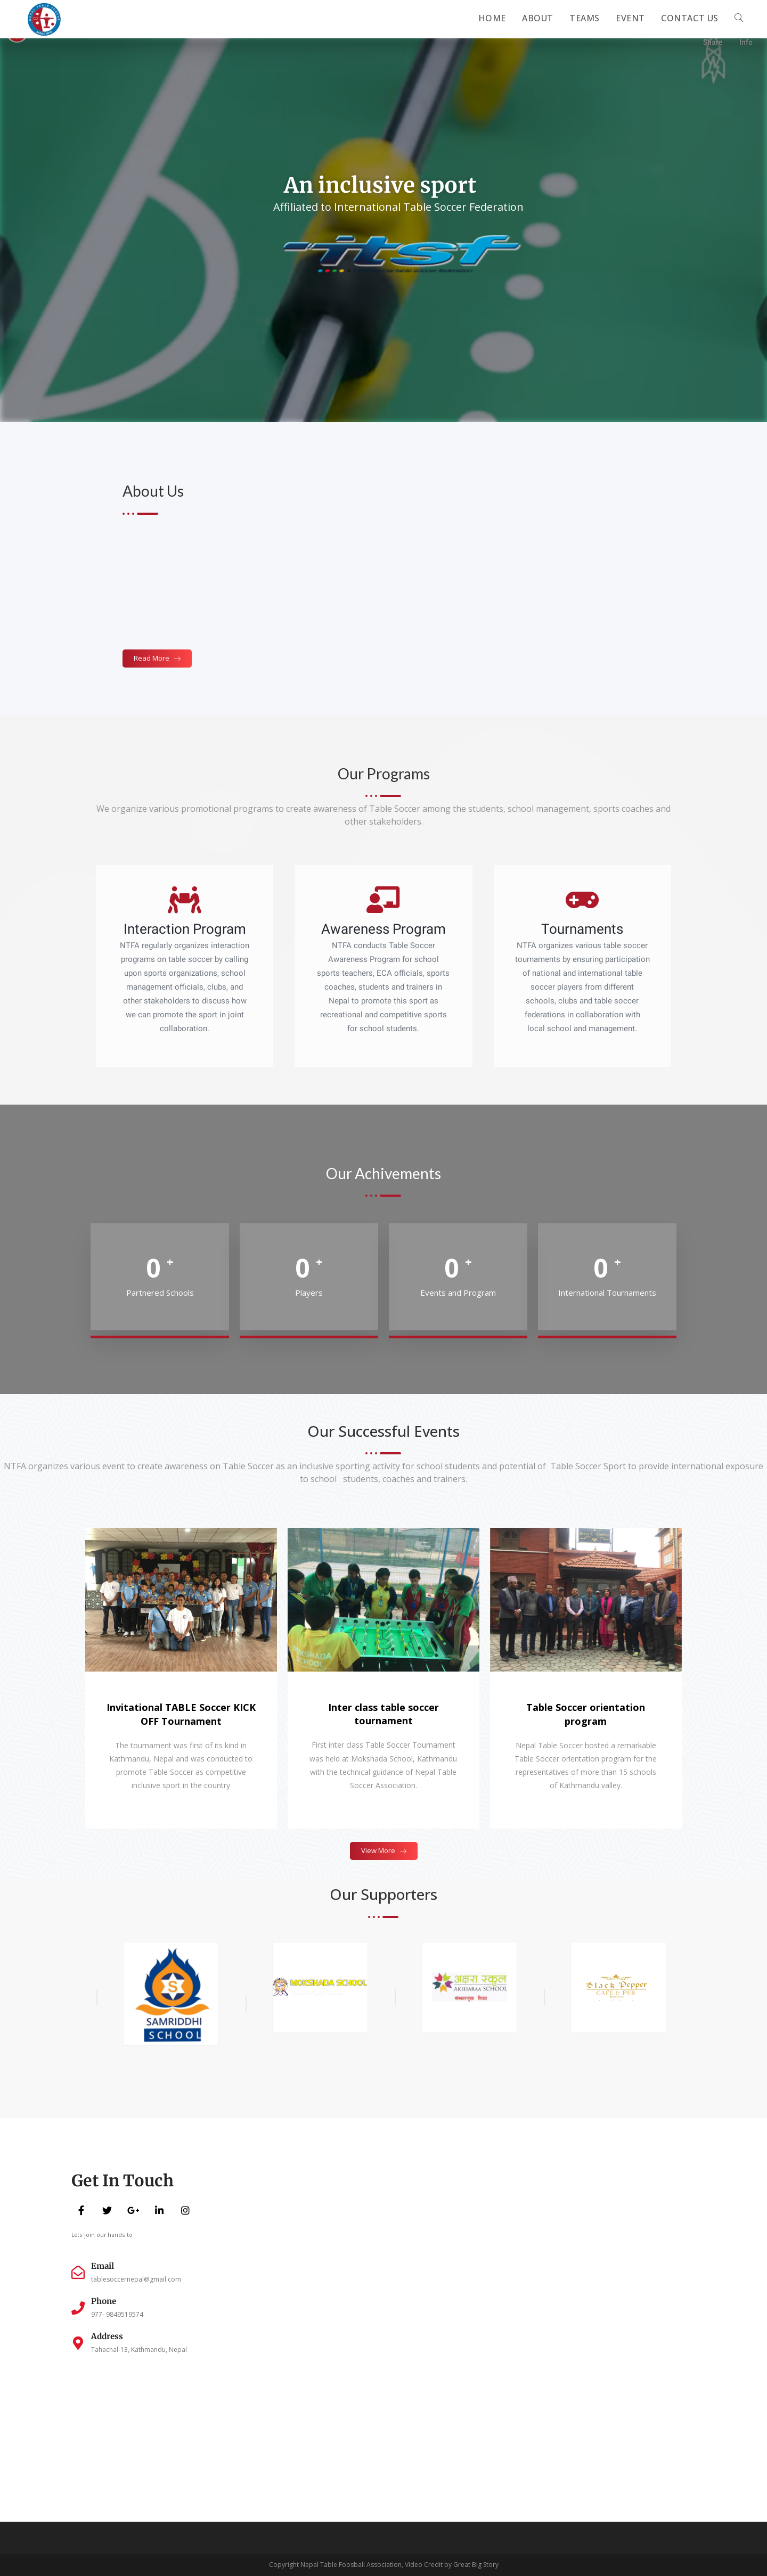 HOME ABOUT TEAMS EVENT CONTACT US
Share Info
An inclusive sport
Affiliated to International Table Soccer Federation
itsf
About Us
Read More
Our Programs
We organize various promotional programs to create awareness of Table Soccer among the students, school management, sports coaches and
other stakeholders.
Interaction Program
NTFA regularly organizes interaction
programs on table soccer by calling
upon sports organizations, school
management officials, clubs, and
other stakeholders to discuss how
we can promote the sport in joint
collaboration.
Awareness Program
NTFA conducts Table Soccer
Awareness Program for school
sports teachers, ECA officials, sports
coaches, students and trainers in
Nepal to promote this sport as
recreational and competitive sports
for school students.
Tournaments
NTFA organizes various table soccer
tournaments by ensuring participation
of national and international table
soccer players from different
schools, clubs and table soccer
federations in collaboration with
local school and management.
Our Achivements
0 +
Partnered Schools
0 +
Players
0 +
Events and Program
0 +
International Tournaments
Our Successful Events
NTFA organizes various event to create awareness on Table Soccer as an inclusive sporting activity for school students and potential of Table Soccer Sport to provide international exposure
to school students, coaches and trainers.
Invitational TABLE Soccer KICK
OFF Tournament
The tournament was first of its kind in
Kathmandu, Nepal and was conducted to
promote Table Soccer as competitive
inclusive sport in the country
Inter class table soccer
tournament
First inter class Table Soccer Tournament
was held at Mokshada School, Kathmandu
with the technical guidance of Nepal Table
Soccer Association.
Table Soccer orientation
program
Nepal Table Soccer hosted a remarkable
Table Soccer orientation program for the
representatives of more than 15 schools
of Kathmandu valley.
View More
Our Supporters
S
SAMRIDDHI
SCHOOL
MOKSHADA SCHOOL
अक्षरा स्कूल
AKSHARAA SCHOOL
Black Pepper
CAFÉ & PUB
Get In Touch
Lets join our hands to
Email
tablesoccernepal@gmail.com
Phone
977- 9849519574
Address
Tahachal-13, Kathmandu, Nepal
Copyright Nepal Table Foosball Association, Video Credit by Great Big Story